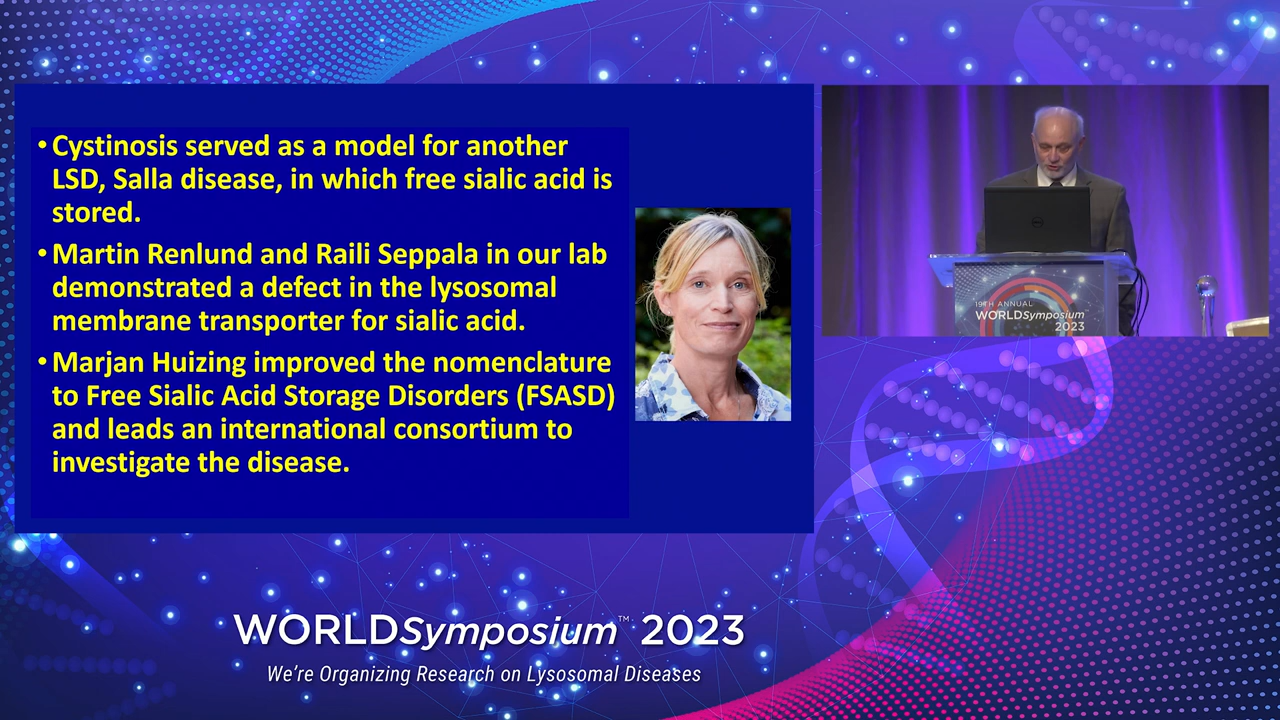 • Cystinosis served as a model for another
LSD, Salla disease, in which free sialic acid is
stored.
• Martin Renlund and Raili Seppala in our lab
demonstrated a defect in the lysosomal
membrane transporter for sialic acid.
• Marjan Huizing improved the nomenclature
to Free Sialic Acid Storage Disorders (FSASD)
and leads an international consortium to
investigate the disease.
19TH ANNUAL
WORLDSymposium
2023
WORLDSymposium™ 2023
We're Organizing Research on Lysosomal Diseases